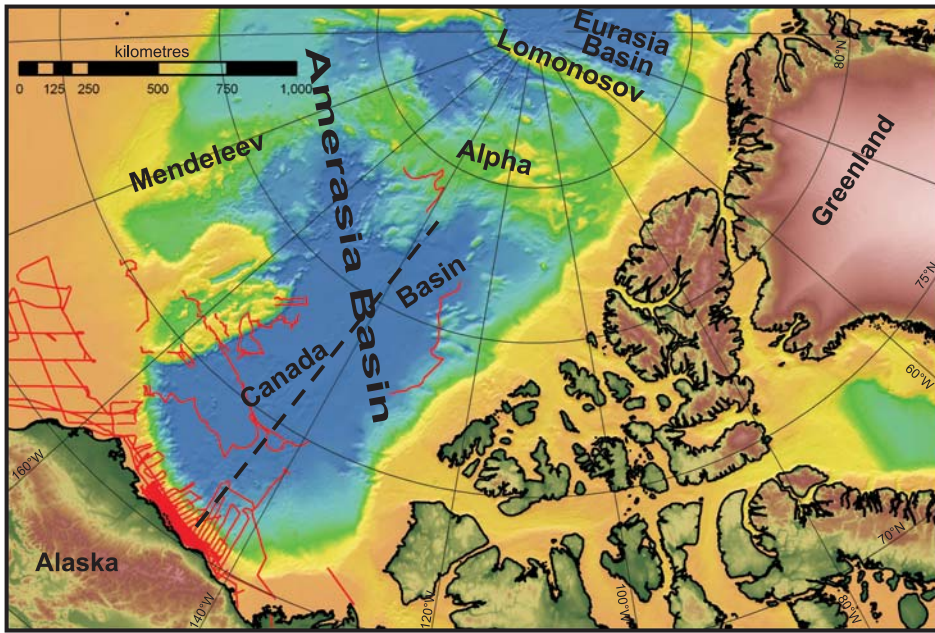 kilometres
0 125 250 500 750 1,000
Amerasia Basin
Eurasia
Basin
Lomonosov
80°N
Mendeleev
Alpha
Greenland
75°N
Canada Basin
60°W
160°W
Alaska
140°W
120°W
100°W
80°W
70°N